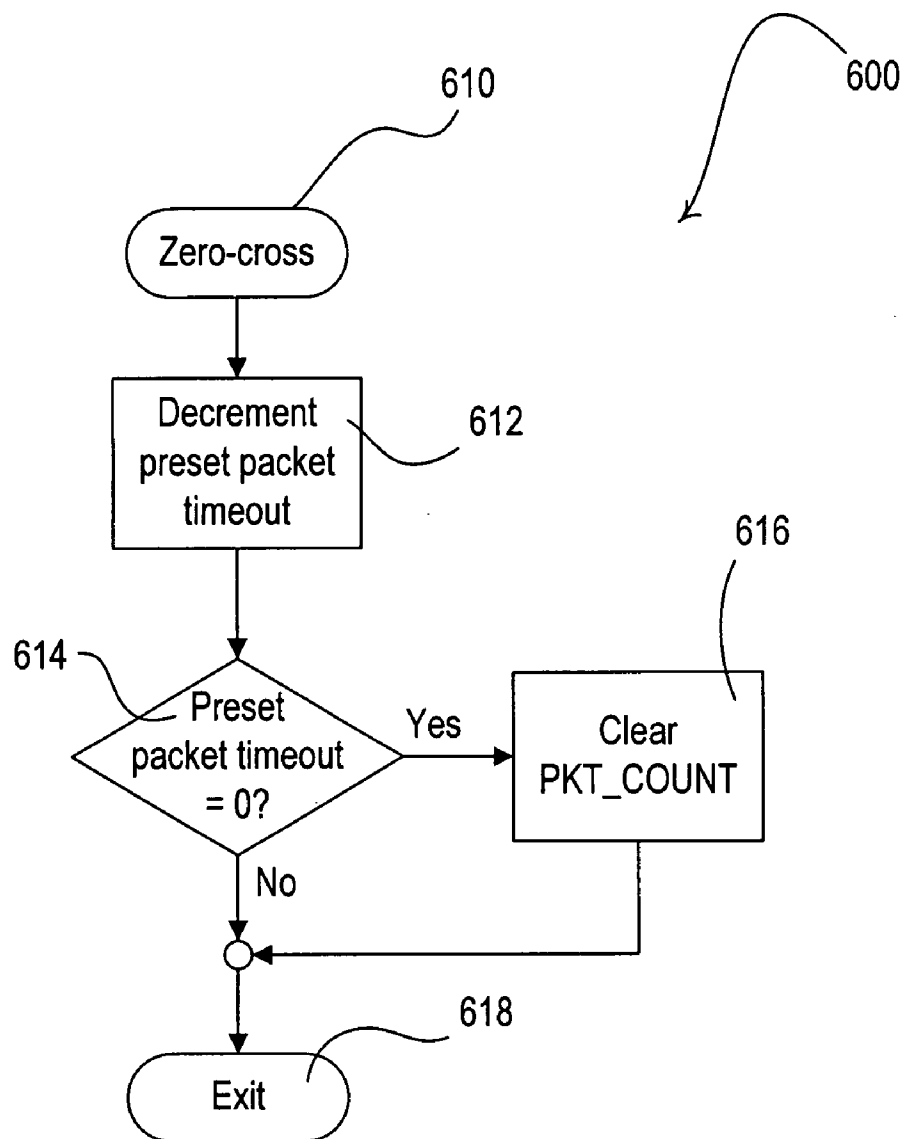 600
610
Zero-cross
Decrement
preset packet
timeout
612
616
614
Preset
packet timeout
= 0?
Yes
Clear
PKT_COUNT
No
618
Exit